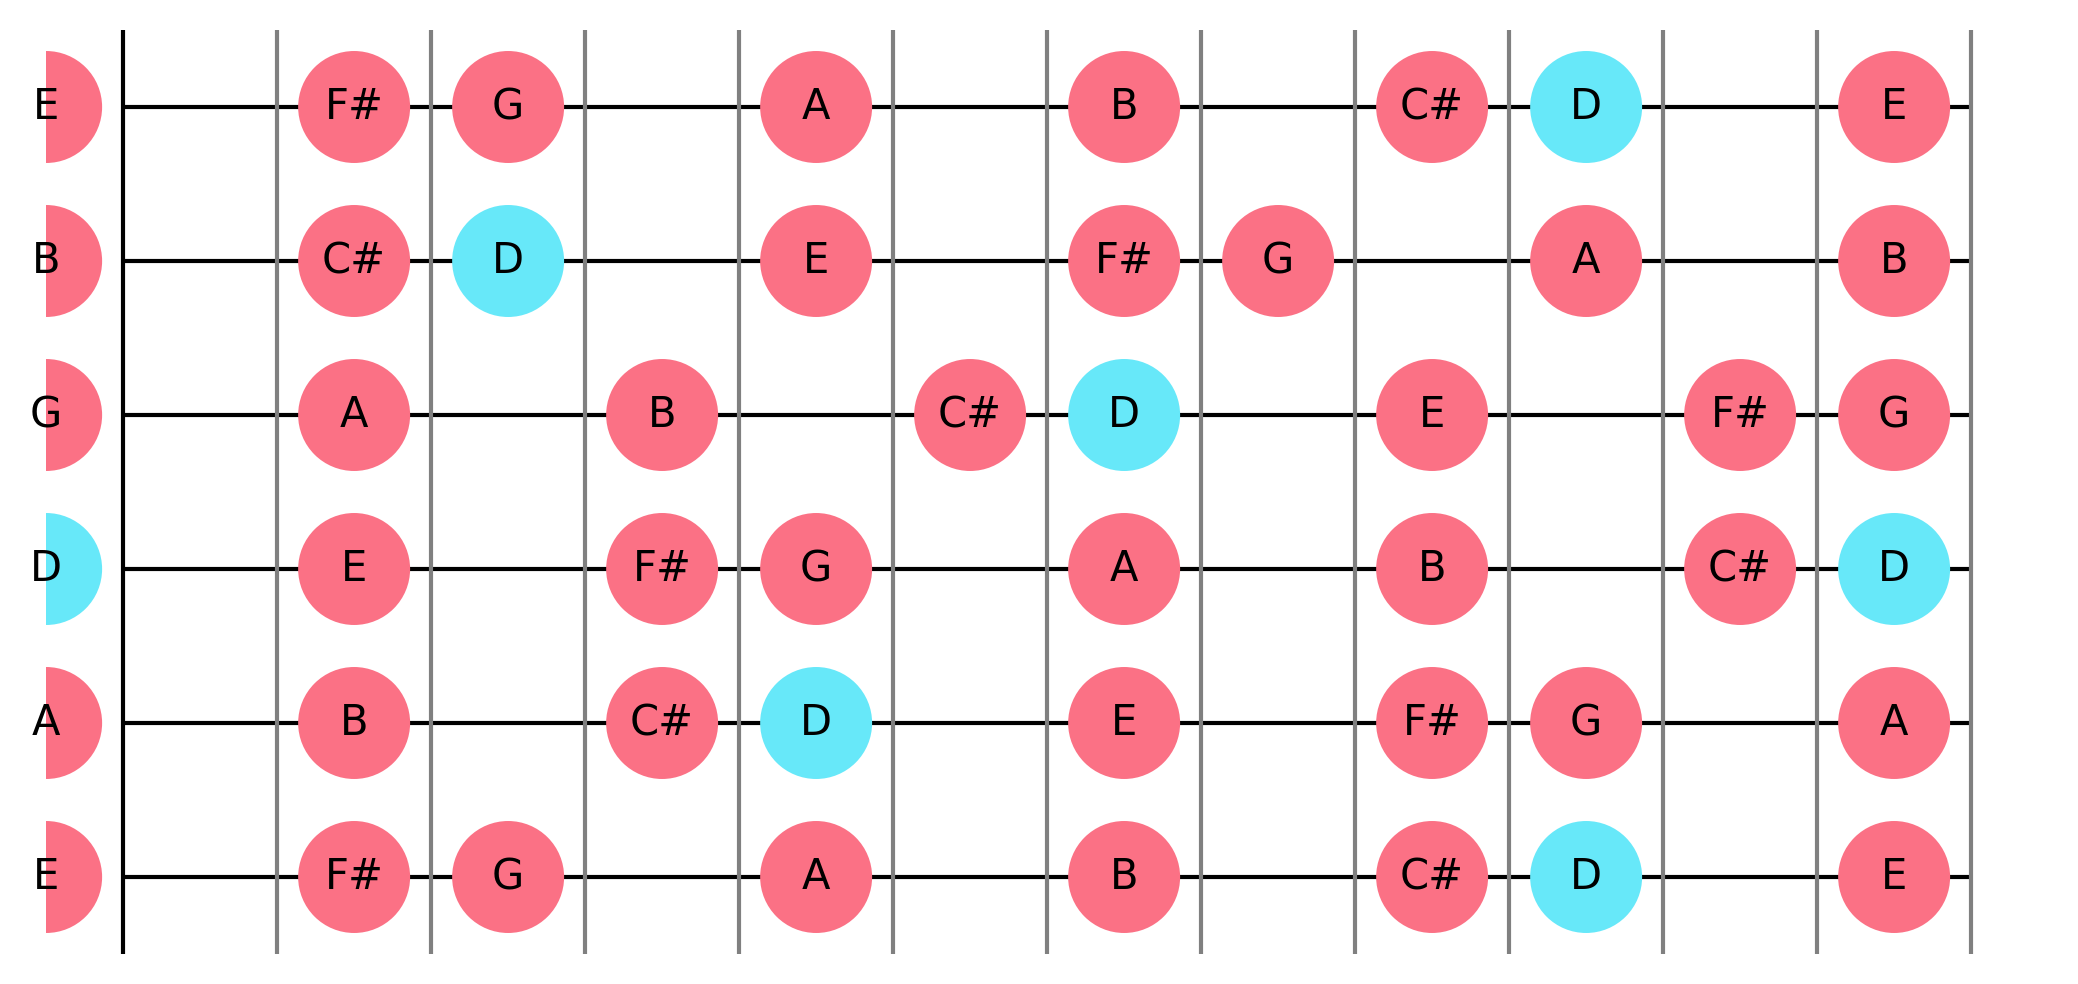 E F# G A B C# D E
B C# D E F# G A B
G A B C# D E F# G
D E F# G A B C# D
A B C# D E F# G A
E F# G A B C# D E